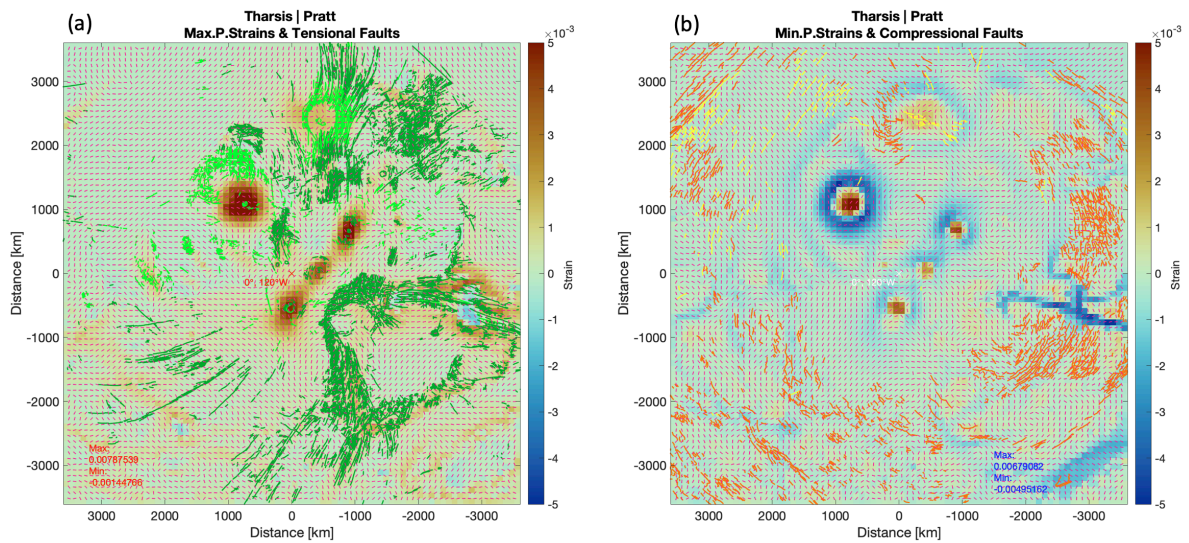 (a)
Tharsis | Pratt
Max.P.Strains & Tensional Faults
×10⁻³
Distance [km]
3000
2000
1000
0
-1000
-2000
-3000
0°, 120°W
Max:
0.00787539
Min:
-0.00144766
3000 2000 1000 0 -1000 -2000 -3000
Distance [km]
5
4
3
2
1
0
-1
-2
-3
-4
-5
Strain
(b)
Tharsis | Pratt
Min.P.Strains & Compressional Faults
×10⁻³
Distance [km]
3000
2000
1000
0
-1000
-2000
-3000
Max:
0.00679082
Min:
-0.00495162
3000 2000 1000 0 -1000 -2000 -3000
Distance [km]
5
4
3
2
1
0
-1
-2
-3
-4
-5
Strain